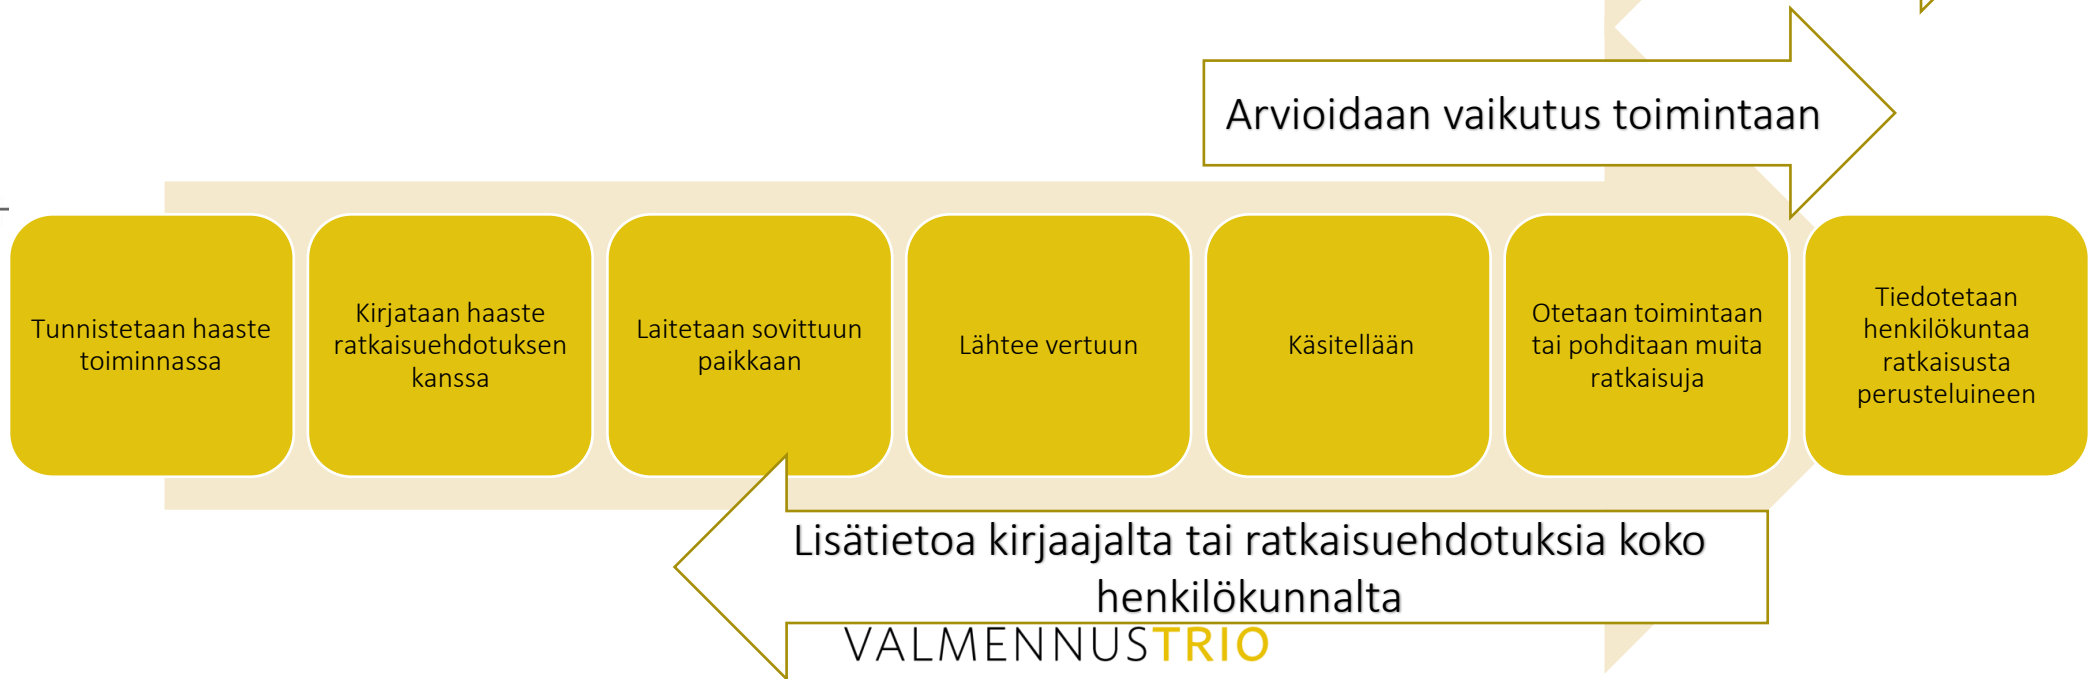 Arvioidaan vaikutus toimintaan
Tunnistetaan haaste
toiminnassa
Kirjataan haaste
ratkaisuehdotuksen
kanssa
Laitetaan sovittuun
paikkaan
Lähtee vertuun
Käsitellään
Otetaan toimintaan
tai pohditaan muita
ratkaisuja
Tiedotetaan
henkilökuntaa
ratkaisusta
perusteluineen
Lisätietoa kirjaajalta tai ratkaisuehdotuksia koko
henkilökunnalta
VALMENNUSTRIO